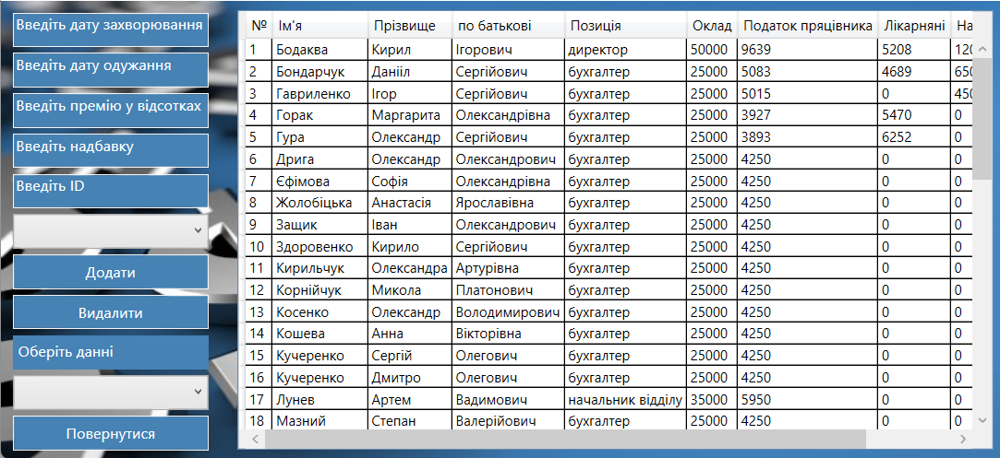 Введіть дату захворювання
Введіть дату одужання
Введіть премію у відсотках
Введіть надбавку
Введіть ID
Додати
Видалити
Оберіть данні
Повернутися
№ Ім'я Прізвище по батькові Позиція Оклад Податок пряцівника Лікарняні На
1 Бодаква Кирил Ігорович директор 50000 9639 5208 120
2 Бондарчук Данііл Сергійович бухгалтер 25000 5083 4689 650
3 Гавриленко Ігор Сергійович бухгалтер 25000 5015 0 450
4 Горак Маргарита Олександрівна бухгалтер 25000 3927 5470 0
5 Гура Олександр Сергійович бухгалтер 25000 3893 6252 0
6 Дрига Олександр Олександрович бухгалтер 25000 4250 0 0
7 Єфімова Софія Олександрівна бухгалтер 25000 4250 0 0
8 Жолобіцька Анастасія Ярославівна бухгалтер 25000 4250 0 0
9 Защик Іван Олександрович бухгалтер 25000 4250 0 0
10 Здоровенко Кирило Сергійович бухгалтер 25000 4250 0 0
11 Кирильчук Олександра Артурівна бухгалтер 25000 4250 0 0
12 Корнійчук Микола Платонович бухгалтер 25000 4250 0 0
13 Косенко Олександр Володимирович бухгалтер 25000 4250 0 0
14 Кошева Анна Вікторівна бухгалтер 25000 4250 0 0
15 Кучеренко Сергій Олегович бухгалтер 25000 4250 0 0
16 Кучеренко Дмитро Олегович бухгалтер 25000 4250 0 0
17 Лунев Артем Вадимович начальник відділу 35000 5950 0 0
18 Мазний Степан Валерійович бухгалтер 25000 4250 0 0